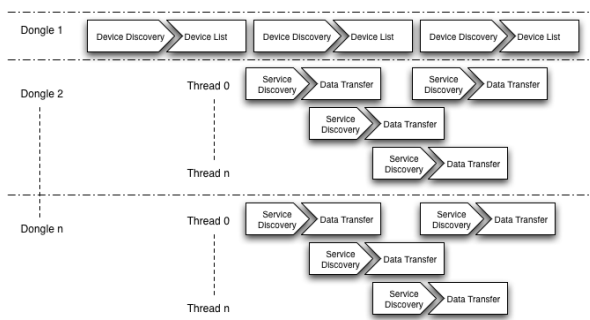 Dongle 1
Device Discovery Device List Device Discovery Device List Device Discovery Device List
Dongle 2
Thread 0
Service Discovery Data Transfer Service Discovery Data Transfer
Service Discovery Data Transfer
Service Discovery Data Transfer
Thread n
Dongle n
Thread 0
Service Discovery Data Transfer Service Discovery Data Transfer
Service Discovery Data Transfer
Service Discovery Data Transfer
Thread n